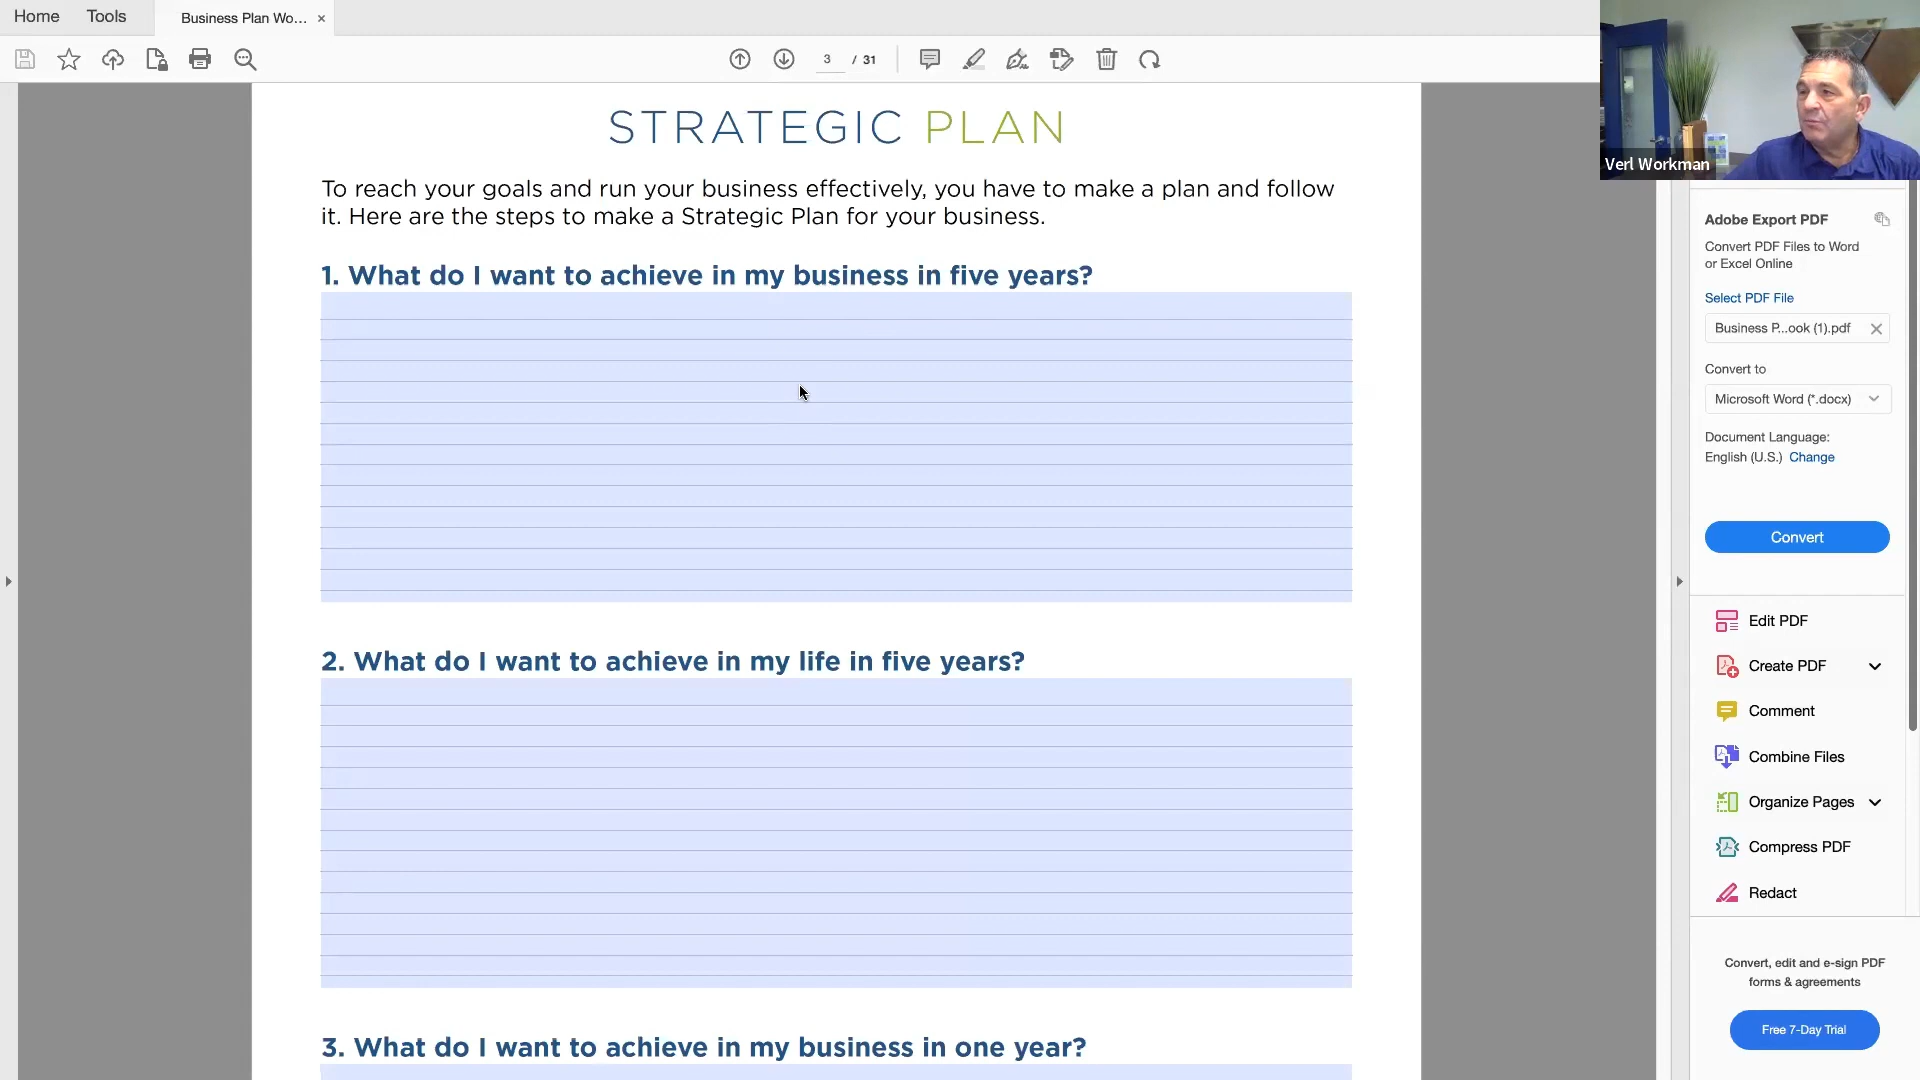 Home
Tools
Business Plan Wo...
3 / 31
Verl Workman
STRATEGIC PLAN
To reach your goals and run your business effectively, you have to make a plan and follow
it. Here are the steps to make a Strategic Plan for your business.
1. What do I want to achieve in my business in five years?
2. What do I want to achieve in my life in five years?
3. What do I want to achieve in my business in one year?
Adobe Export PDF
Convert PDF Files to Word
or Excel Online
Select PDF File
Business P...ook (1).pdf
Convert to
Microsoft Word (*.docx)
Document Language:
English (U.S.) Change
Convert
Edit PDF
Create PDF
Comment
Combine Files
Organize Pages
Compress PDF
Redact
Convert, edit and e-sign PDF
forms & agreements
Free 7-Day Trial